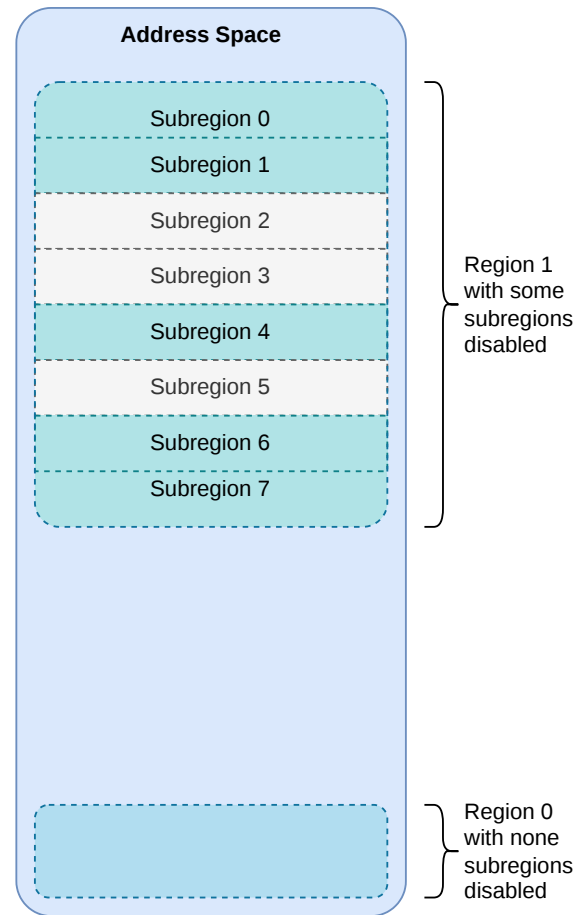 Address Space
Subregion 0
Subregion 1
Subregion 2
Subregion 3
Subregion 4
Subregion 5
Subregion 6
Subregion 7
Region 1
with some
subregions
disabled
Region 0
with none
subregions
disabled